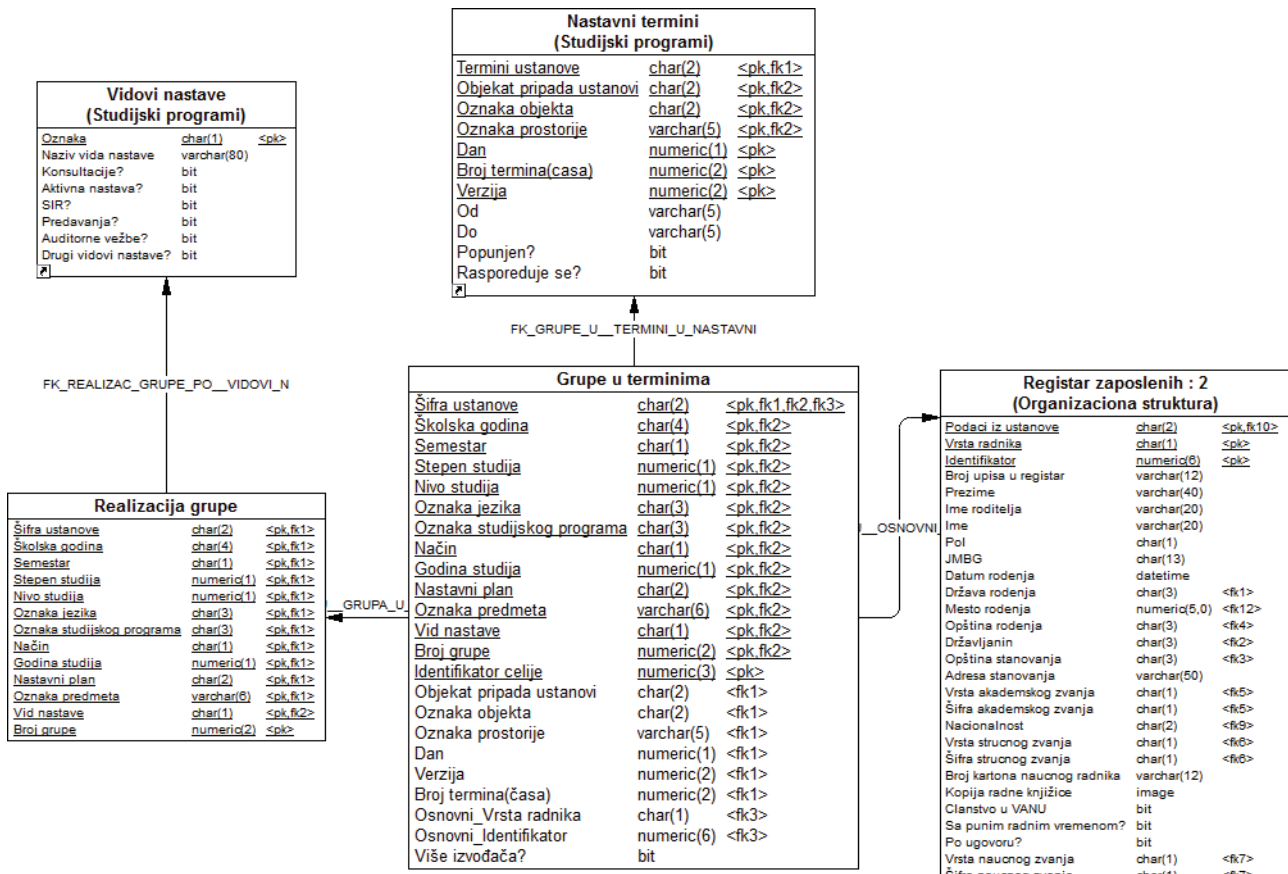 Nastavni termini
(Studijski programi)
Termini ustanove char(2) <pk,fk1>
Objekat pripada ustanovi char(2) <pk,fk2>
Oznaka objekta char(2) <pk,fk2>
Oznaka prostorije varchar(5) <pk,fk2>
Dan numeric(1) <pk>
Broj termina(casa) numeric(2) <pk>
Verzija numeric(2) <pk>
Od varchar(5)
Do varchar(5)
Popunjen? bit
Rasporeduje se? bit
Vidovi nastave
(Studijski programi)
Oznaka char(1) <pk>
Naziv vida nastave varchar(80)
Konsultacije? bit
Aktivna nastava? bit
SIR? bit
Predavanja? bit
Auditorne vežbe? bit
Drugi vidovi nastave? bit
FK_GRUPE_U__TERMINI_U_NASTAVNI
FK_REALIZAC_GRUPE_PO__VIDOVI_N
Grupe u terminima
Šifra ustanove char(2) <pk,fk1,fk2,fk3>
Školska godina char(4) <pk,fk2>
Semestar char(1) <pk,fk2>
Stepen studija numeric(1) <pk,fk2>
Nivo studija numeric(1) <pk,fk2>
Oznaka jezika char(3) <pk,fk2>
Oznaka studijskog programa char(3) <pk,fk2>
Način char(1) <pk,fk2>
Godina studija numeric(1) <pk,fk2>
Nastavni plan char(2) <pk,fk2>
Oznaka predmeta varchar(6) <pk,fk2>
Vid nastave char(1) <pk,fk2>
Broj grupe numeric(2) <pk,fk2>
Identifikator celije numeric(3) <pk>
Objekat pripada ustanovi char(2) <fk1>
Oznaka objekta char(2) <fk1>
Oznaka prostorije varchar(5) <fk1>
Dan numeric(1) <fk1>
Verzija numeric(2) <fk1>
Broj termina(časa) numeric(2) <fk1>
Osnovni_Vrsta radnika char(1) <fk3>
Osnovni_Identifikator numeric(6) <fk3>
Više izvođača? bit
Realizacija grupe
Šifra ustanove char(2) <pk,fk1>
Školska godina char(4) <pk,fk1>
Semestar char(1) <pk,fk1>
Stepen studija numeric(1) <pk,fk1>
Nivo studija numeric(1) <pk,fk1>
Oznaka jezika char(3) <pk,fk1>
Oznaka studijskog programa char(3) <pk,fk1>
Način char(1) <pk,fk1>
Godina studija numeric(1) <pk,fk1>
Nastavni plan char(2) <pk,fk1>
Oznaka predmeta varchar(6) <pk,fk1>
Vid nastave char(1) <pk,fk2>
Broj grupe numeric(2) <pk>
_GRUPA_U_
__OSNOVNI_
Registar zaposlenih : 2
(Organizaciona struktura)
Podaci iz ustanove char(2) <pk,fk10>
Vrsta radnika char(1) <pk>
Identifikator numeric(6) <pk>
Broj upisa u registar varchar(12)
Prezime varchar(40)
Ime roditelja varchar(20)
Ime varchar(20)
Pol char(1)
JMBG char(13)
Datum rođenja datetime
Država rođenja char(3) <fk1>
Mesto rođenja numeric(5,0) <fk12>
Opština rođenja char(3) <fk4>
Državljanin char(3) <fk2>
Opština stanovanja char(3) <fk3>
Adresa stanovanja varchar(50)
Vrsta akademskog zvanja char(1) <fk5>
Šifra akademskog zvanja char(1) <fk5>
Nacionalnost char(2) <fk9>
Vrsta strucnog zvanja char(1) <fk6>
Šifra strucnog zvanja char(1) <fk6>
Broj kartona naucnog radnika varchar(12)
Kopija radne knjižice image
Clanstvo u VANU bit
Sa punim radnim vremenom? bit
Po ugovoru? bit
Vrsta naucnog zvanja char(1) <fk7>
Šifra naucnog zvanja char(1) <fk7>